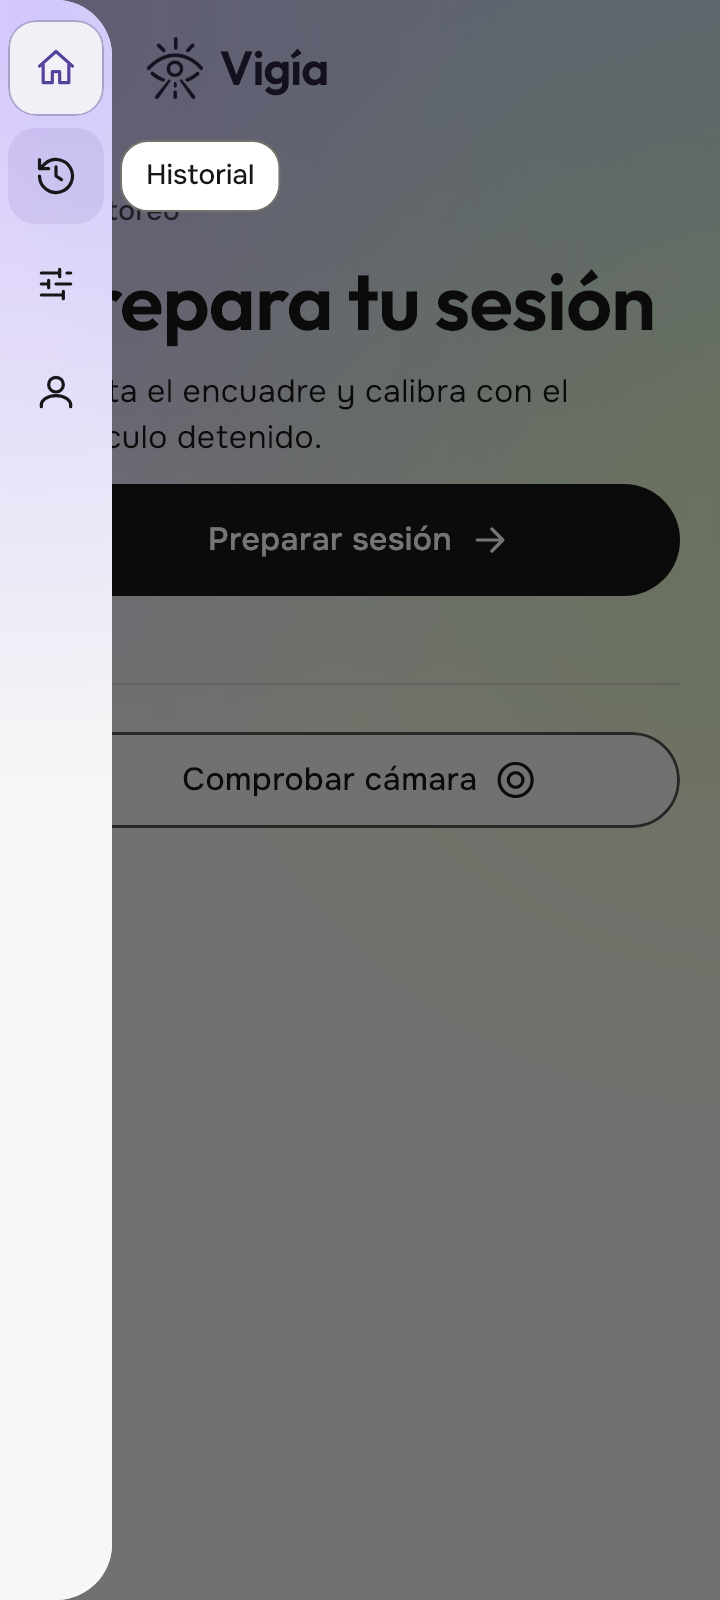 Vigía
Historial
repara tu sesión
ta el encuadre y calibra con el
culo detenido.
Preparar sesión
Comprobar cámara